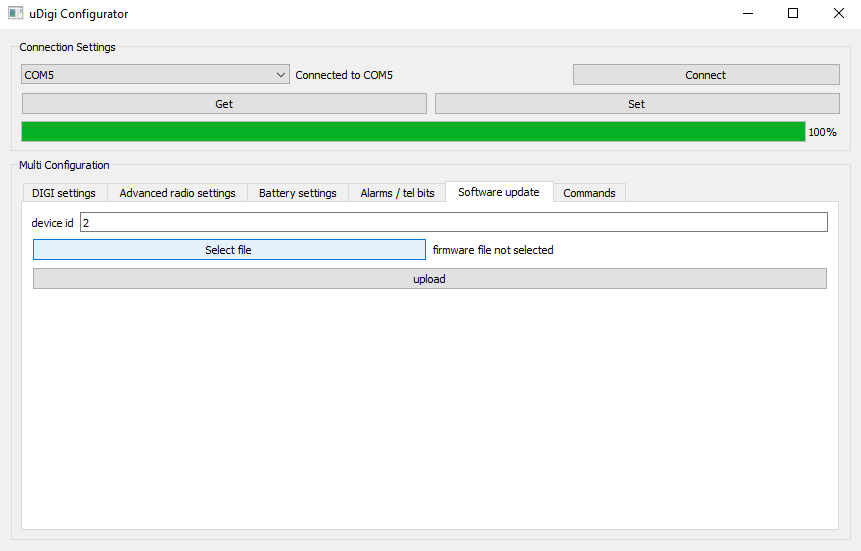 uDigi Configurator
Connection Settings
COM5 Connected to COM5 Connect
Get Set
100%
Multi Configuration
DIGI settings Advanced radio settings Battery settings Alarms / tel bits Software update Commands
device id 2
Select file firmware file not selected
upload